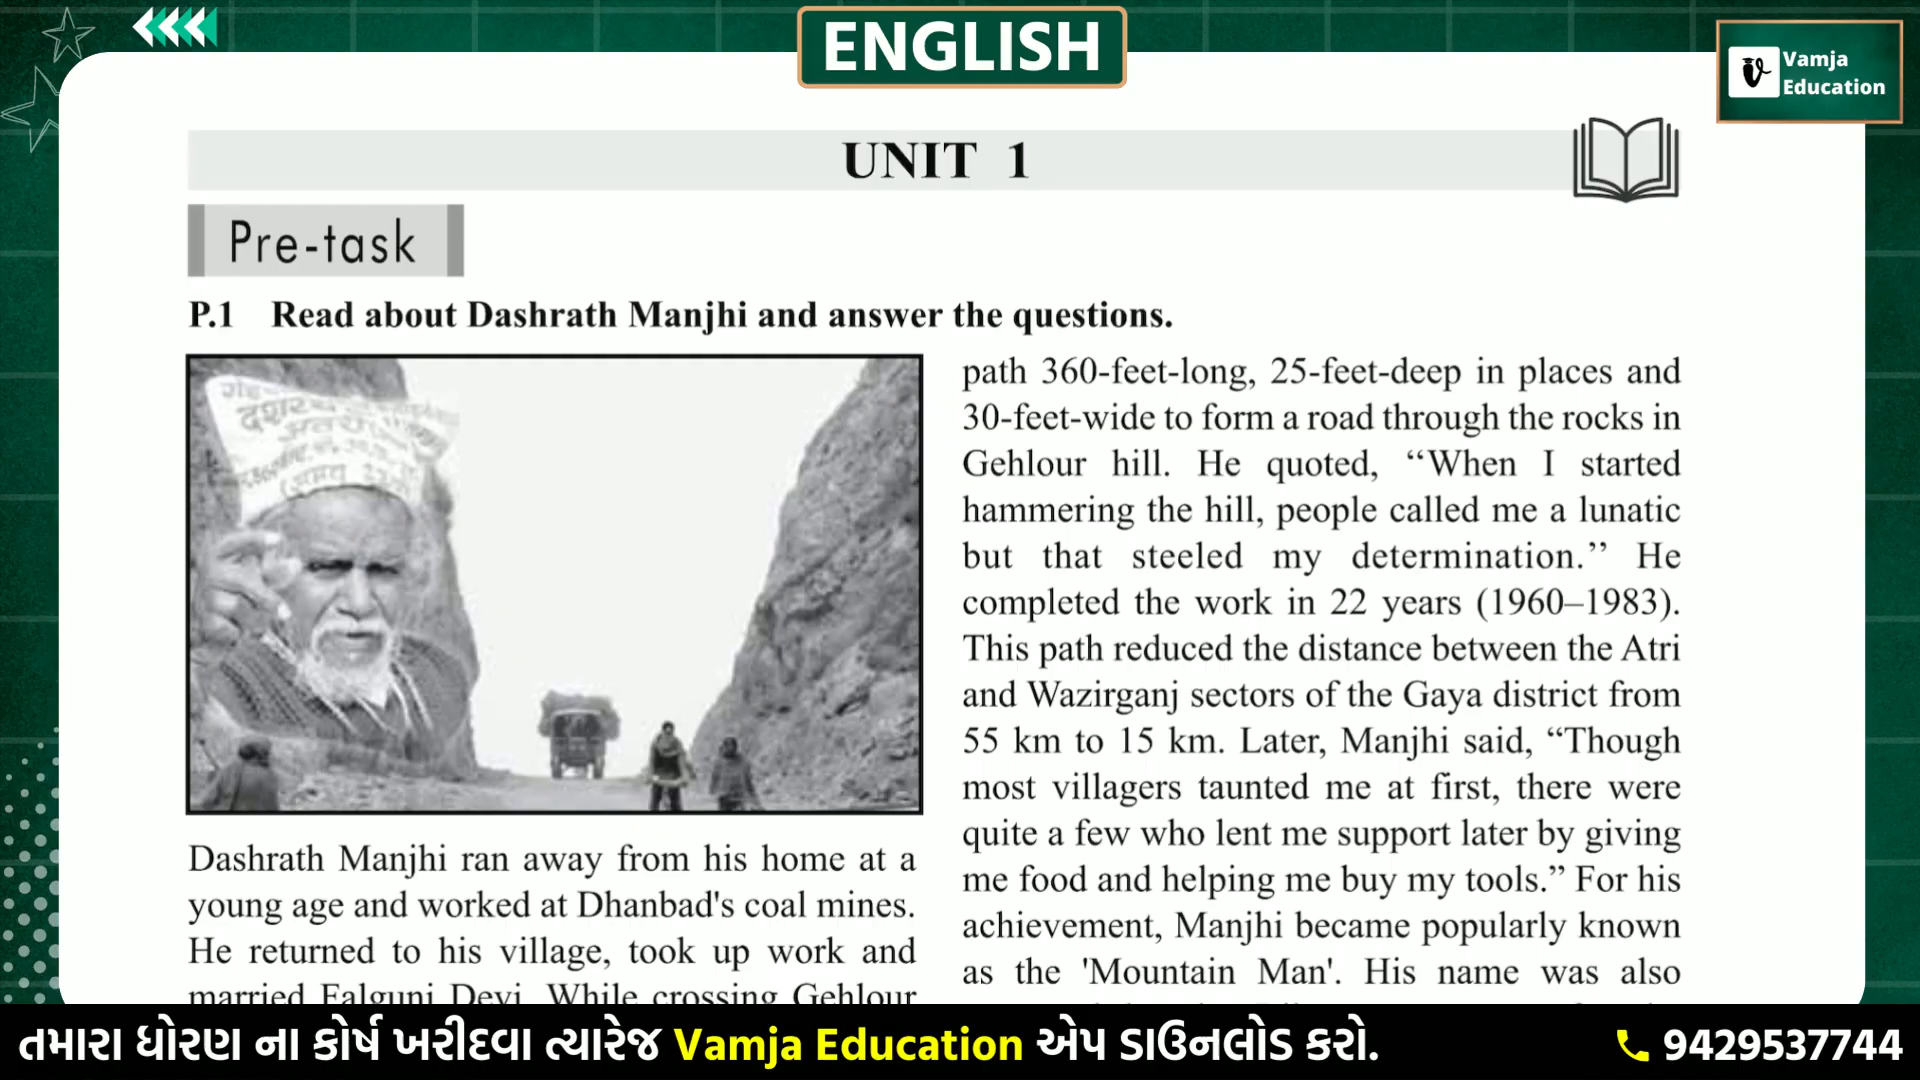 ENGLISH
Vamja
Education
UNIT 1
Pre-task
P.1 Read about Dashrath Manjhi and answer the questions.
Dashrath Manjhi ran away from his home at a
young age and worked at Dhanbad's coal mines.
He returned to his village, took up work and
married Falguni Devi. While crossing Gehlour
path 360-feet-long, 25-feet-deep in places and
30-feet-wide to form a road through the rocks in
Gehlour hill. He quoted, ‘‘When I started
hammering the hill, people called me a lunatic
but that steeled my determination.’’ He
completed the work in 22 years (1960–1983).
This path reduced the distance between the Atri
and Wazirganj sectors of the Gaya district from
55 km to 15 km. Later, Manjhi said, “Though
most villagers taunted me at first, there were
quite a few who lent me support later by giving
me food and helping me buy my tools.” For his
achievement, Manjhi became popularly known
as the 'Mountain Man'. His name was also
તમારા ધોરણ ના કોર્ષ ખરીદવા ત્યારેજ Vamja Education એપ ડાઉનલોડ કરો.
9429537744